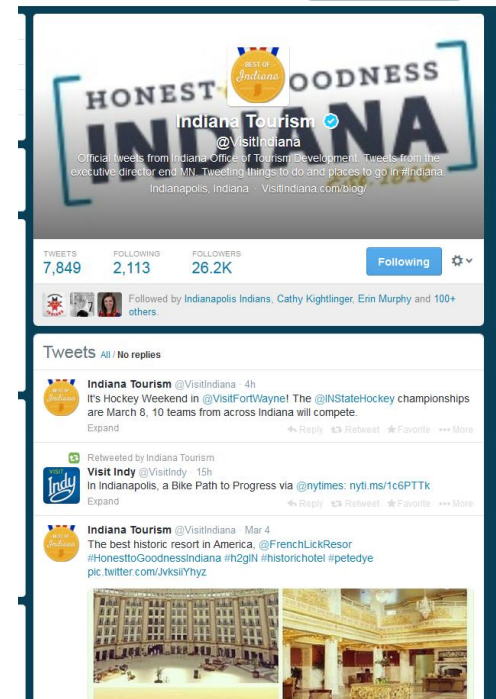 HONEST GOODNESS
BEST OF
Indiana
INDIANA
Est. 1816
Indiana Tourism
@VisitIndiana
Official tweets from Indiana Office of Tourism Development. Tweets from the
executive director end MN. Tweeting things to do and places to go in #Indiana.
Indianapolis, Indiana · VisitIndiana.com/blog/
TWEETS FOLLOWING FOLLOWERS
7,849 2,113 26.2K Following
Followed by Indianapolis Indians, Cathy Kightlinger, Erin Murphy and 100+
others.
Tweets All / No replies
Indiana Tourism @VisitIndiana · 4h
It's Hockey Weekend in @VisitFortWayne! The @INStateHockey championships
are March 8, 10 teams from across Indiana will compete.
Expand Reply Retweet Favorite More
Retweeted by Indiana Tourism
Visit Indy @VisitIndy · 15h
In Indianapolis, a Bike Path to Progress via @nytimes: nyti.ms/1c6PTTk
VISIT
Indy
Expand Reply Retweet Favorite More
Indiana Tourism @VisitIndiana · Mar 4
The best historic resort in America, @FrenchLickResor
#HonesttoGoodnessIndiana #h2gIN #historichotel #petedye
pic.twitter.com/JvksiiYhyz